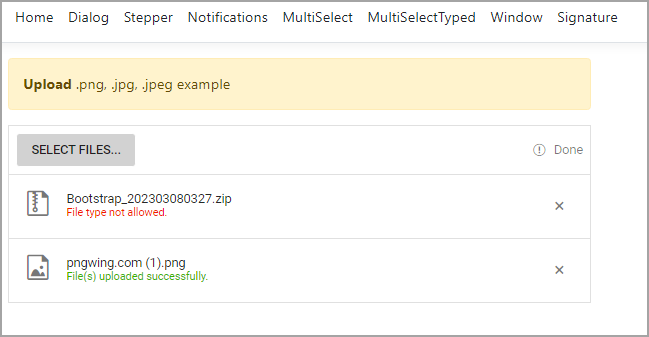 Home Dialog Stepper Notifications MultiSelect MultiSelectTyped Window Signature
Upload .png, .jpg, .jpeg example
SELECT FILES... Done
Bootstrap_202303080327.zip
File type not allowed.
pngwing.com (1).png
File(s) uploaded successfully.